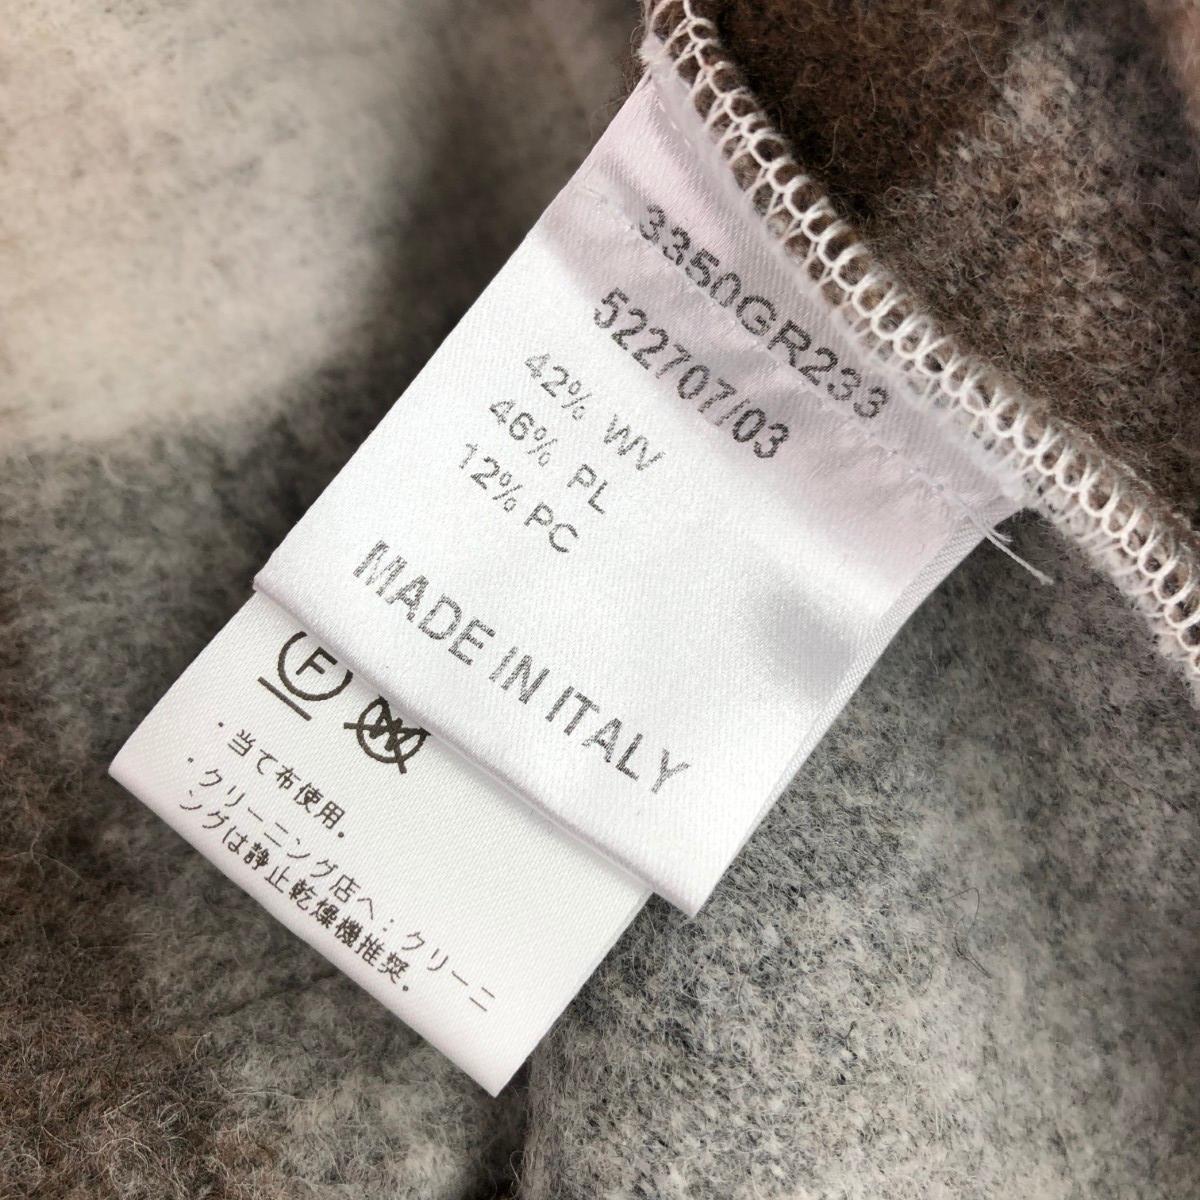 3350GR233
522707/03
42% WV
46% PL
12% PC
MADE IN ITALY
F
W
・当て布使用.
・クリーニング店へ:クリーニ
ングは静止乾燥機推奨.